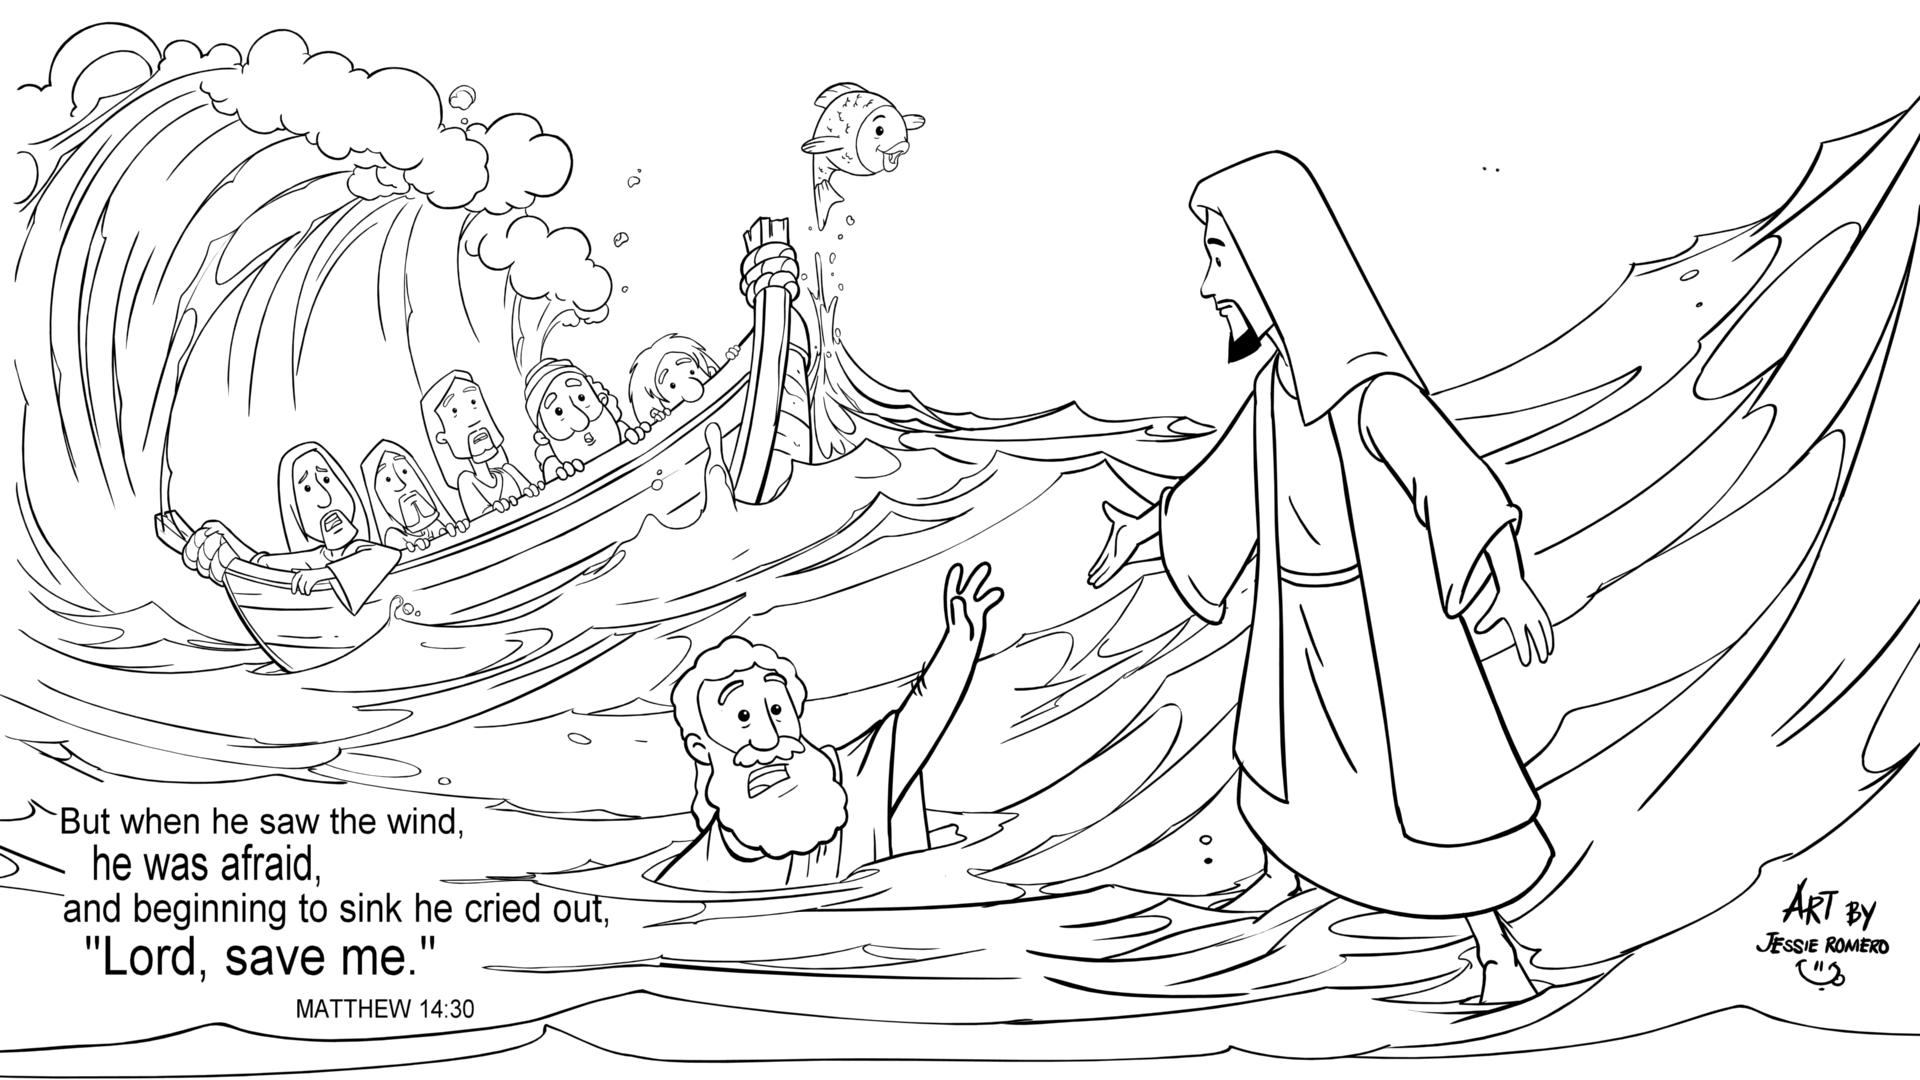 But when he saw the wind,
he was afraid,
and beginning to sink he cried out,
"Lord, save me."
MATTHEW 14:30
ART BY
JESSIE ROMERO